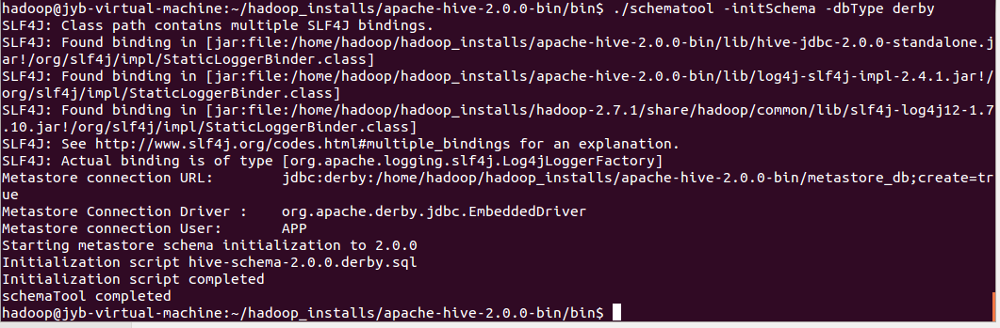 hadoop@jyb-virtual-machine:~/hadoop_installs/apache-hive-2.0.0-bin/bin$ ./schematool -initSchema -dbType derby
SLF4J: Class path contains multiple SLF4J bindings.
SLF4J: Found binding in [jar:file:/home/hadoop/hadoop_installs/apache-hive-2.0.0-bin/lib/hive-jdbc-2.0.0-standalone.j
ar!/org/slf4j/impl/StaticLoggerBinder.class]
SLF4J: Found binding in [jar:file:/home/hadoop/hadoop_installs/apache-hive-2.0.0-bin/lib/log4j-slf4j-impl-2.4.1.jar!/
org/slf4j/impl/StaticLoggerBinder.class]
SLF4J: Found binding in [jar:file:/home/hadoop/hadoop_installs/hadoop-2.7.1/share/hadoop/common/lib/slf4j-log4j12-1.7
.10.jar!/org/slf4j/impl/StaticLoggerBinder.class]
SLF4J: See http://www.slf4j.org/codes.html#multiple_bindings for an explanation.
SLF4J: Actual binding is of type [org.apache.logging.slf4j.Log4jLoggerFactory]
Metastore connection URL:        jdbc:derby:/home/hadoop/hadoop_installs/apache-hive-2.0.0-bin/metastore_db;create=tr
ue
Metastore Connection Driver :    org.apache.derby.jdbc.EmbeddedDriver
Metastore connection User:       APP
Starting metastore schema initialization to 2.0.0
Initialization script hive-schema-2.0.0.derby.sql
Initialization script completed
schemaTool completed
hadoop@jyb-virtual-machine:~/hadoop_installs/apache-hive-2.0.0-bin/bin$